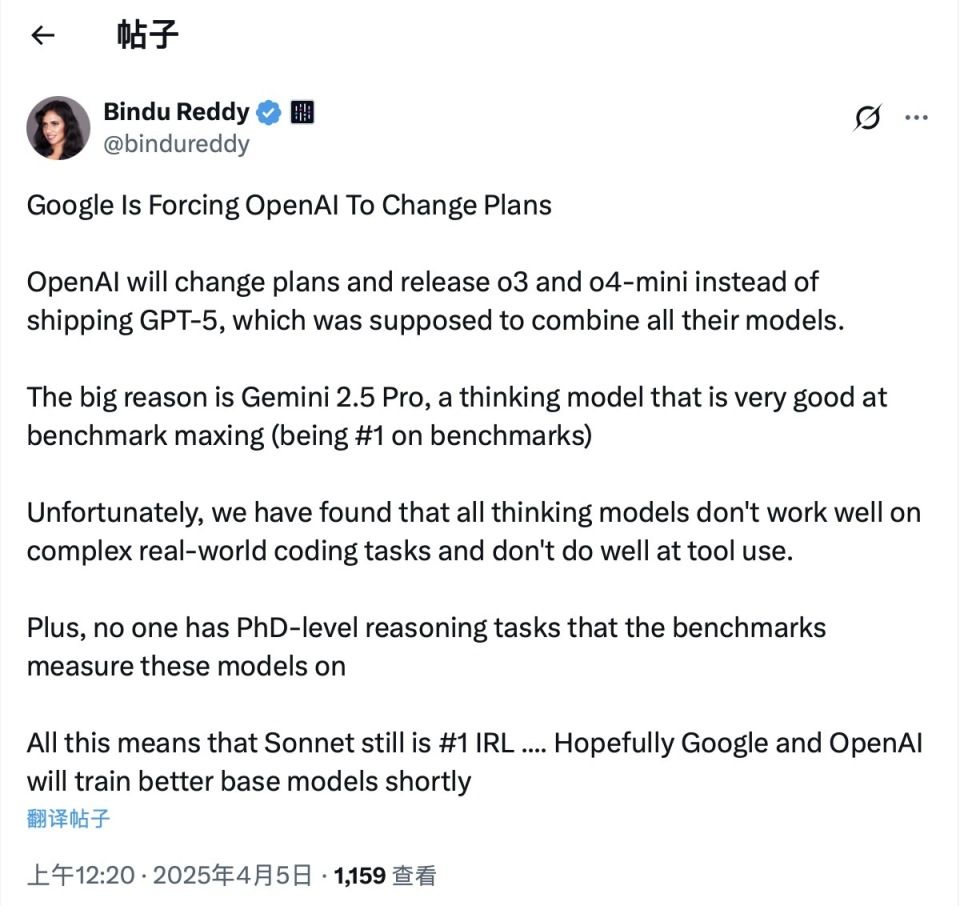 帖子
Bindu Reddy
@bindureddy
Google Is Forcing OpenAI To Change Plans
OpenAI will change plans and release o3 and o4-mini instead of
shipping GPT-5, which was supposed to combine all their models.
The big reason is Gemini 2.5 Pro, a thinking model that is very good at
benchmark maxing (being #1 on benchmarks)
Unfortunately, we have found that all thinking models don't work well on
complex real-world coding tasks and don't do well at tool use.
Plus, no one has PhD-level reasoning tasks that the benchmarks
measure these models on
All this means that Sonnet still is #1 IRL .... Hopefully Google and OpenAI
will train better base models shortly
翻译帖子
上午12:20 · 2025年4月5日 · 1,159 查看